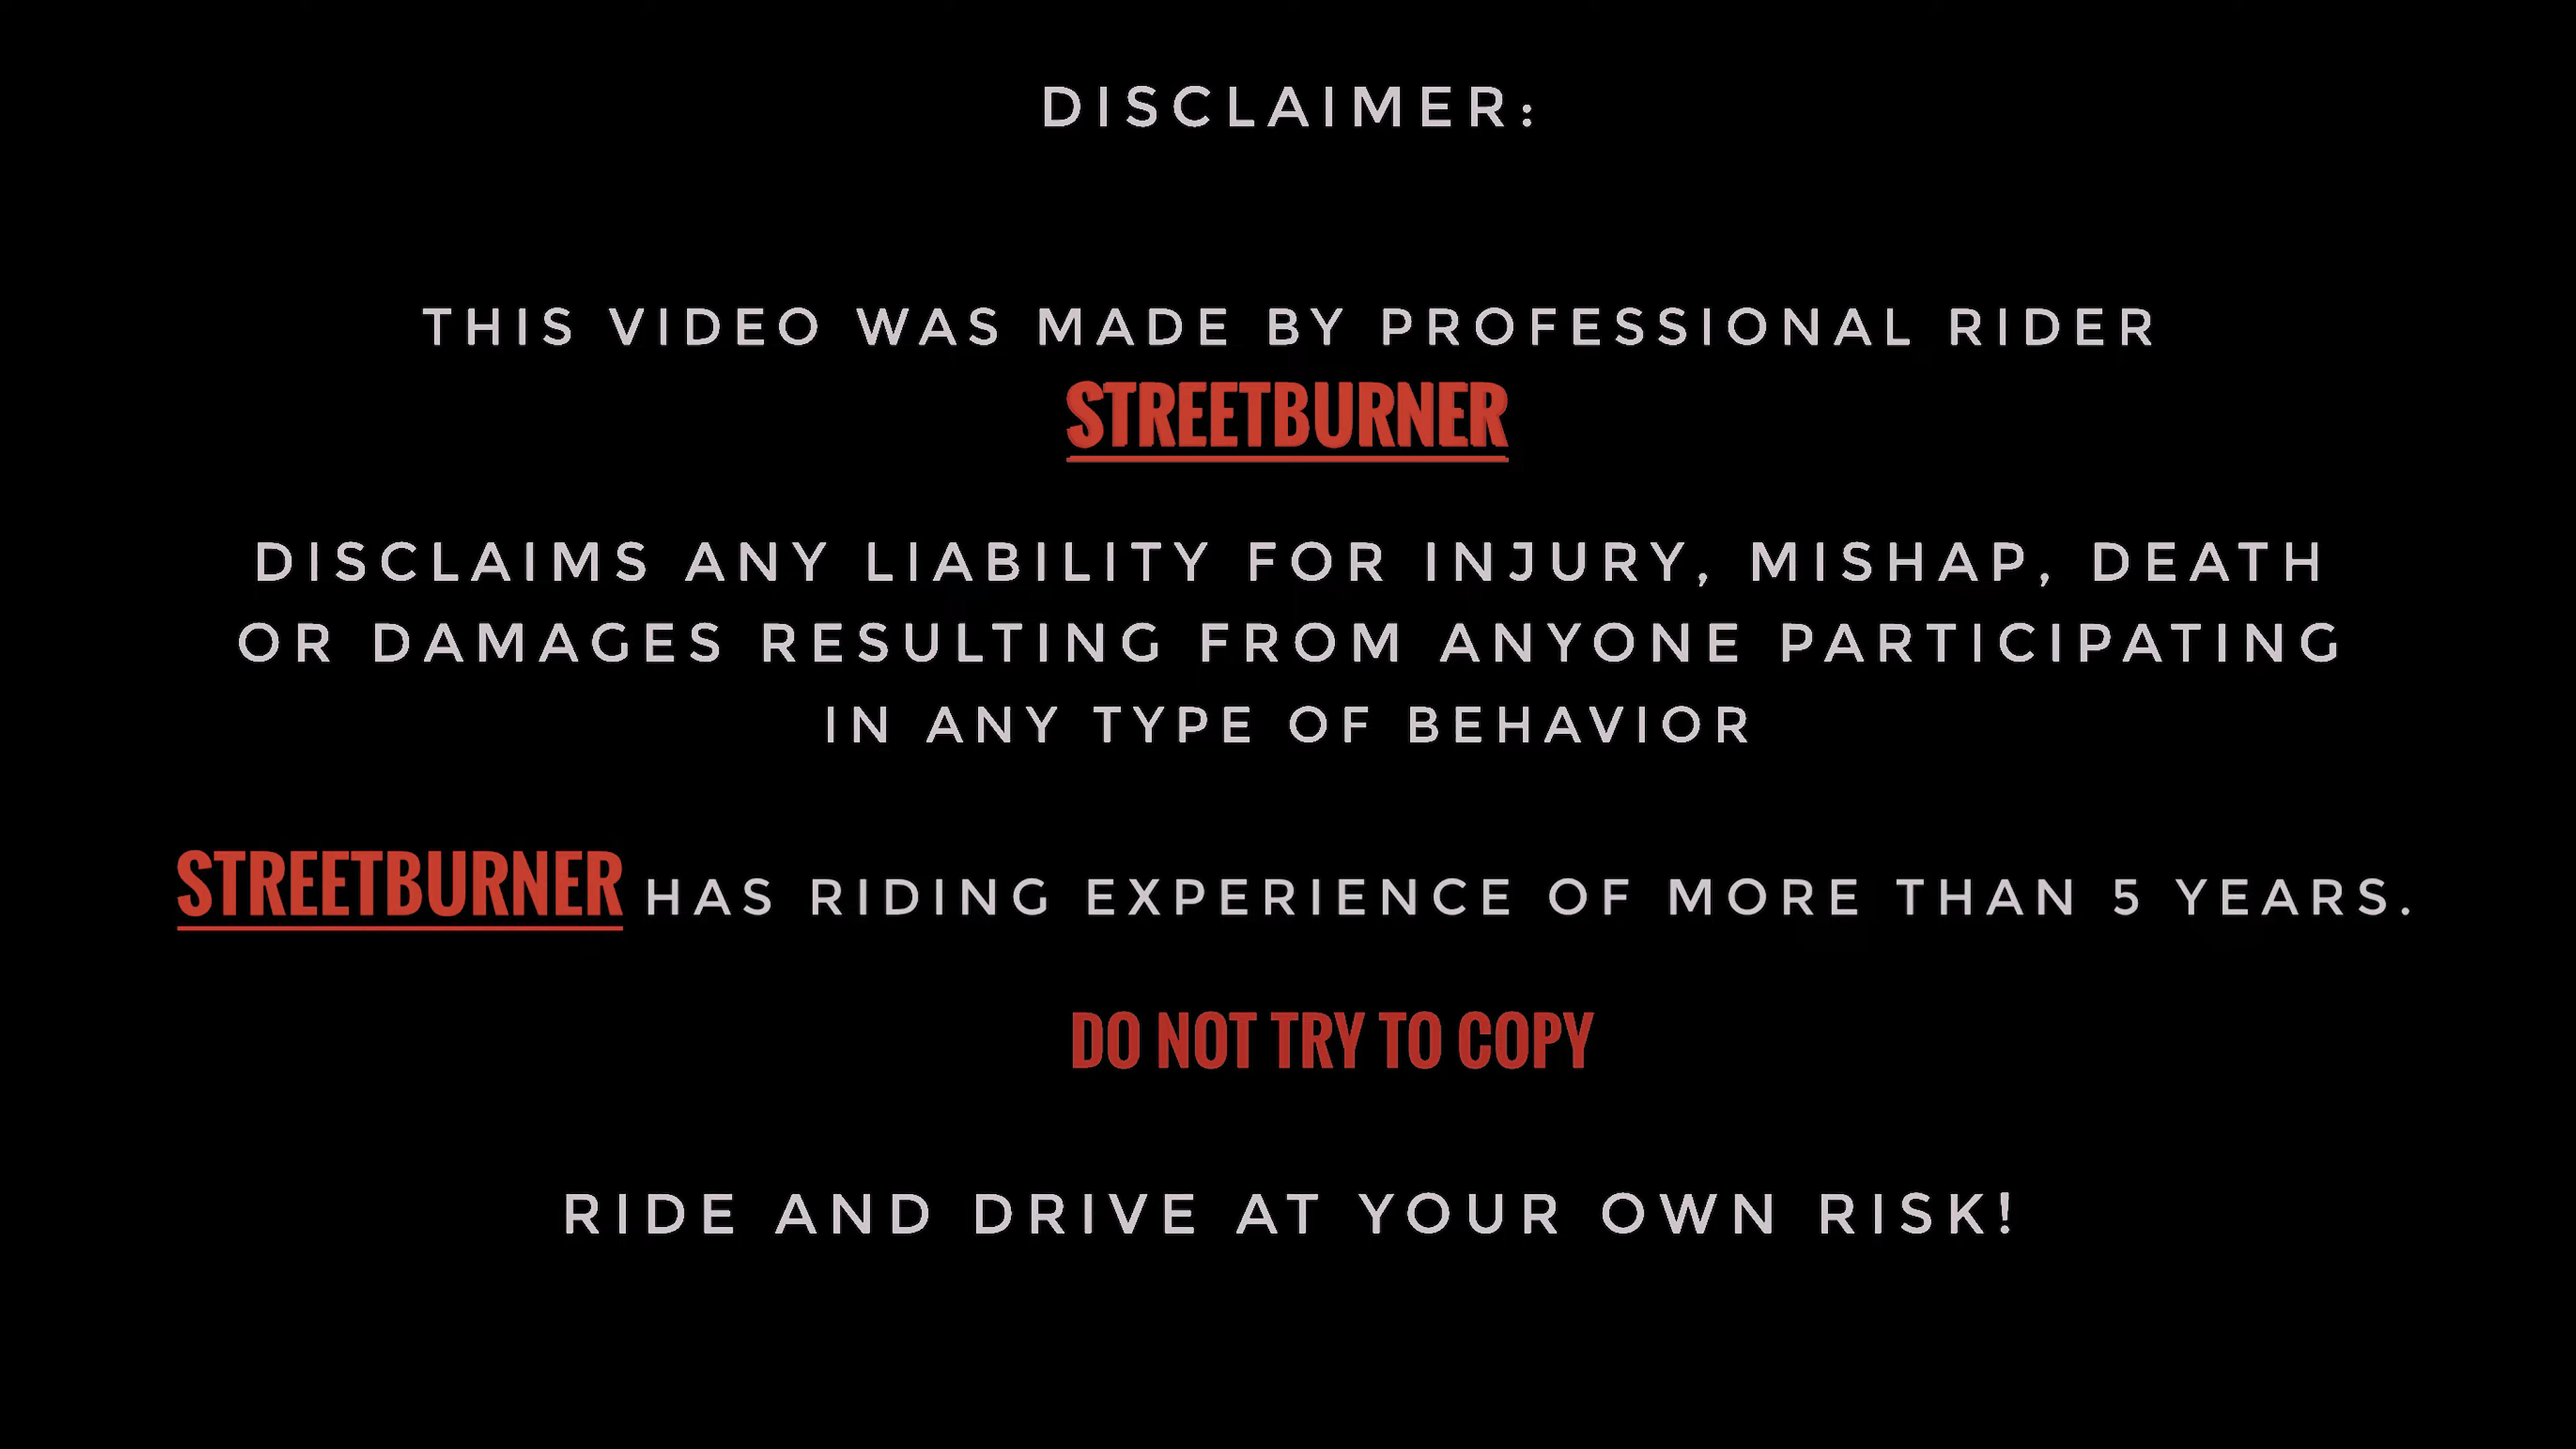 DISCLAIMER:
THIS VIDEO WAS MADE BY PROFESSIONAL RIDER
STREETBURNER
DISCLAIMS ANY LIABILITY FOR INJURY, MISHAP, DEATH
OR DAMAGES RESULTING FROM ANYONE PARTICIPATING
IN ANY TYPE OF BEHAVIOR
STREETBURNER HAS RIDING EXPERIENCE OF MORE THAN 5 YEARS.
DO NOT TRY TO COPY
RIDE AND DRIVE AT YOUR OWN RISK!